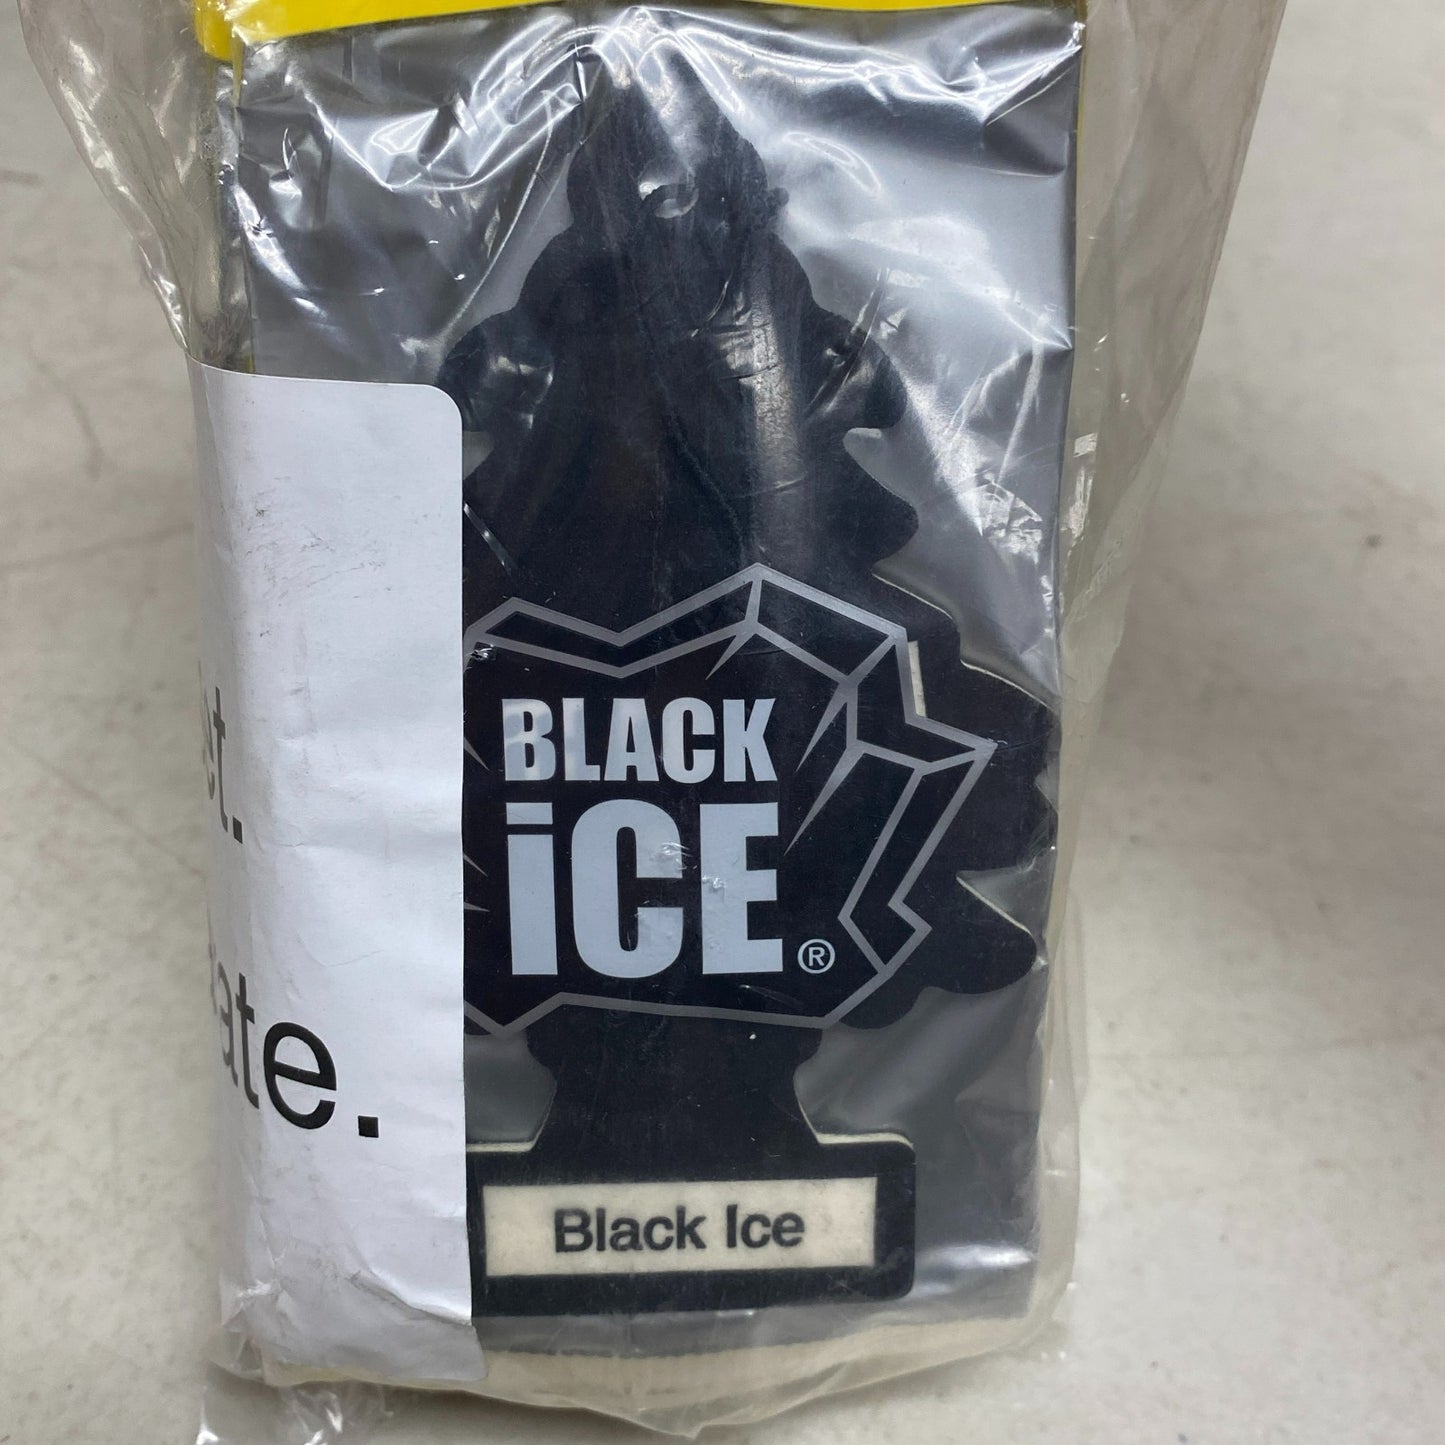 BLACK
iCE®
et.
ate.
Black Ice